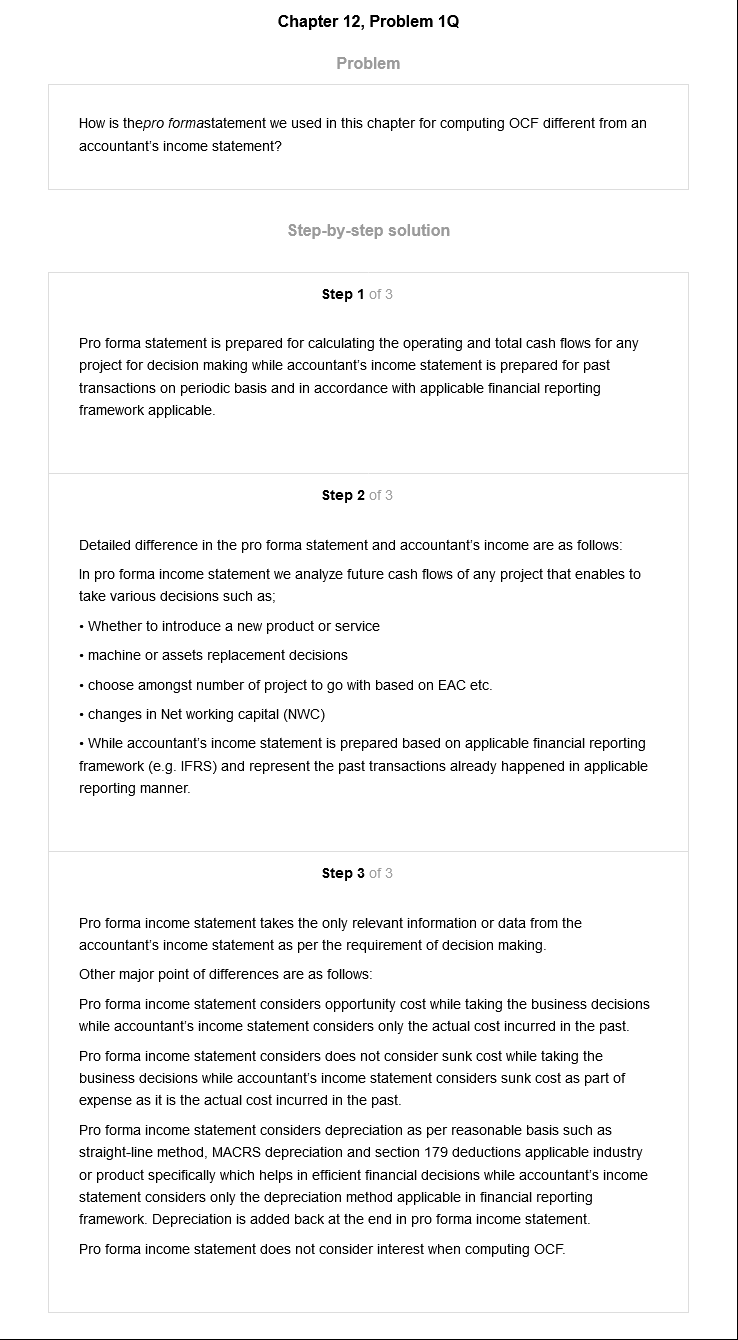 Chapter 12, Problem 1Q
Problem
How is thepro formastatement we used in this chapter for computing OCF different from an
accountant's income statement?
Step-by-step solution
Step 1 of 3
Pro forma statement is prepared for calculating the operating and total cash flows for any
project for decision making while accountant's income statement is prepared for past
transactions on periodic basis and in accordance with applicable financial reporting
framework applicable.
Step 2 of 3
Detailed difference in the pro forma statement and accountant's income are as follows:
In pro forma income statement we analyze future cash flows of any project that enables to
take various decisions such as;
• Whether to introduce a new product or service
• machine or assets replacement decisions
• choose amongst number of project to go with based on EAC etc.
• changes in Net working capital (NWC)
• While accountant's income statement is prepared based on applicable financial reporting
framework (e.g. IFRS) and represent the past transactions already happened in applicable
reporting manner.
Step 3 of 3
Pro forma income statement takes the only relevant information or data from the
accountant's income statement as per the requirement of decision making.
Other major point of differences are as follows:
Pro forma income statement considers opportunity cost while taking the business decisions
while accountant's income statement considers only the actual cost incurred in the past.
Pro forma income statement considers does not consider sunk cost while taking the
business decisions while accountant's income statement considers sunk cost as part of
expense as it is the actual cost incurred in the past.
Pro forma income statement considers depreciation as per reasonable basis such as
straight-line method, MACRS depreciation and section 179 deductions applicable industry
or product specifically which helps in efficient financial decisions while accountant's income
statement considers only the depreciation method applicable in financial reporting
framework. Depreciation is added back at the end in pro forma income statement.
Pro forma income statement does not consider interest when computing OCF.